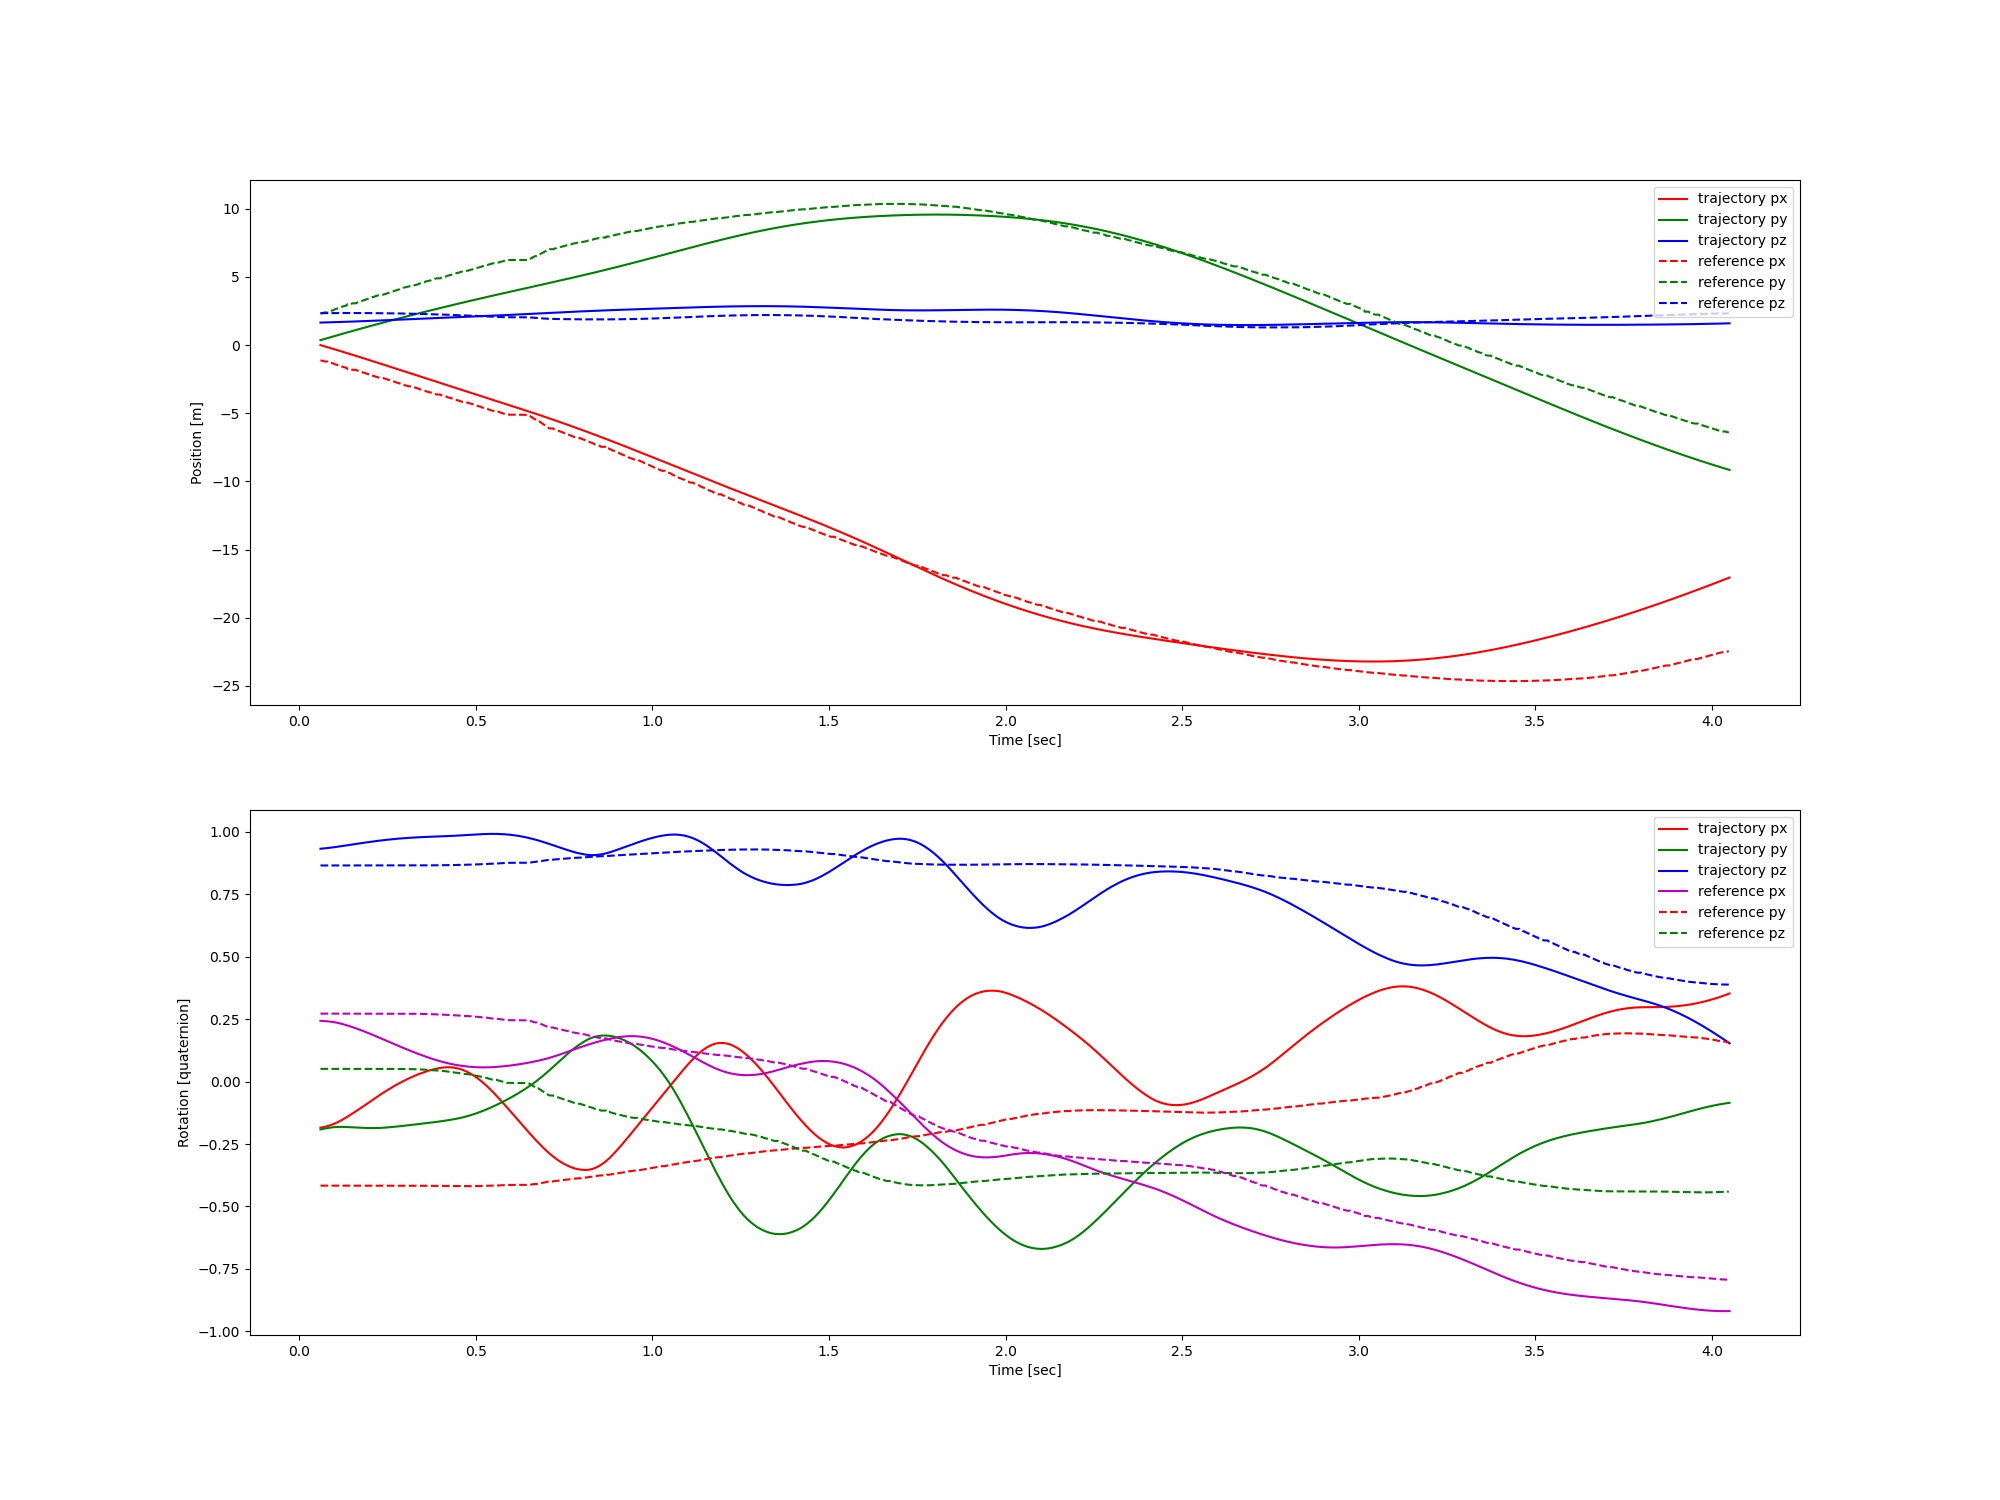 10
5
0
−5
−10
−15
−20
−25
Position [m]
0.0 0.5 1.0 1.5 2.0 2.5 3.0 3.5 4.0
Time [sec]
trajectory px
trajectory py
trajectory pz
reference px
reference py
reference pz
1.00
0.75
0.50
0.25
0.00
−0.25
−0.50
−0.75
−1.00
Rotation [quaternion]
0.0 0.5 1.0 1.5 2.0 2.5 3.0 3.5 4.0
Time [sec]
trajectory px
trajectory py
trajectory pz
reference px
reference py
reference pz